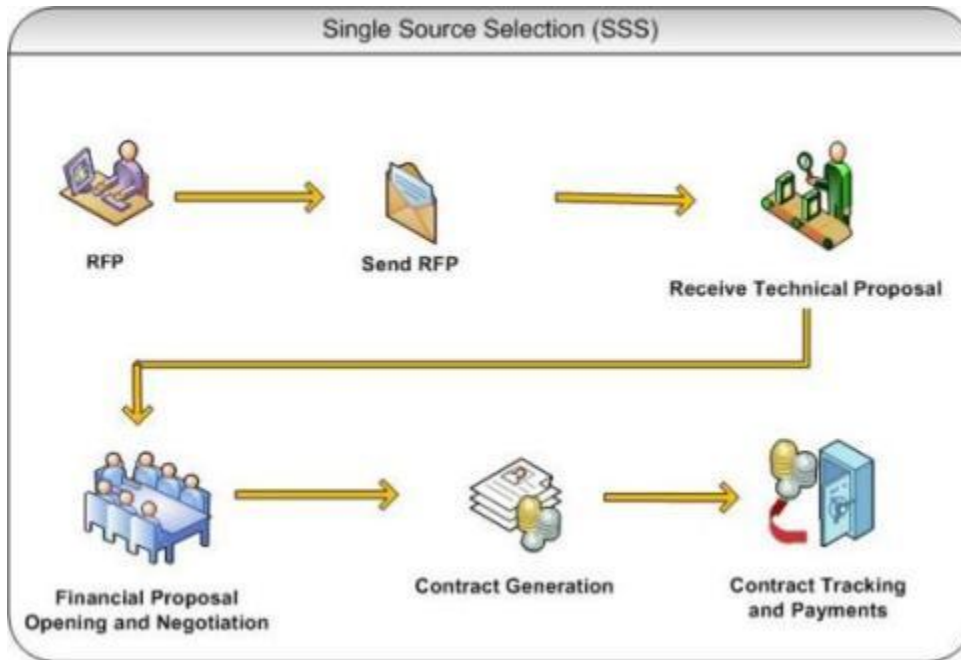 Single Source Selection (SSS)
RFP
Send RFP
Receive Technical Proposal
Financial Proposal
Opening and Negotiation
Contract Generation
Contract Tracking
and Payments